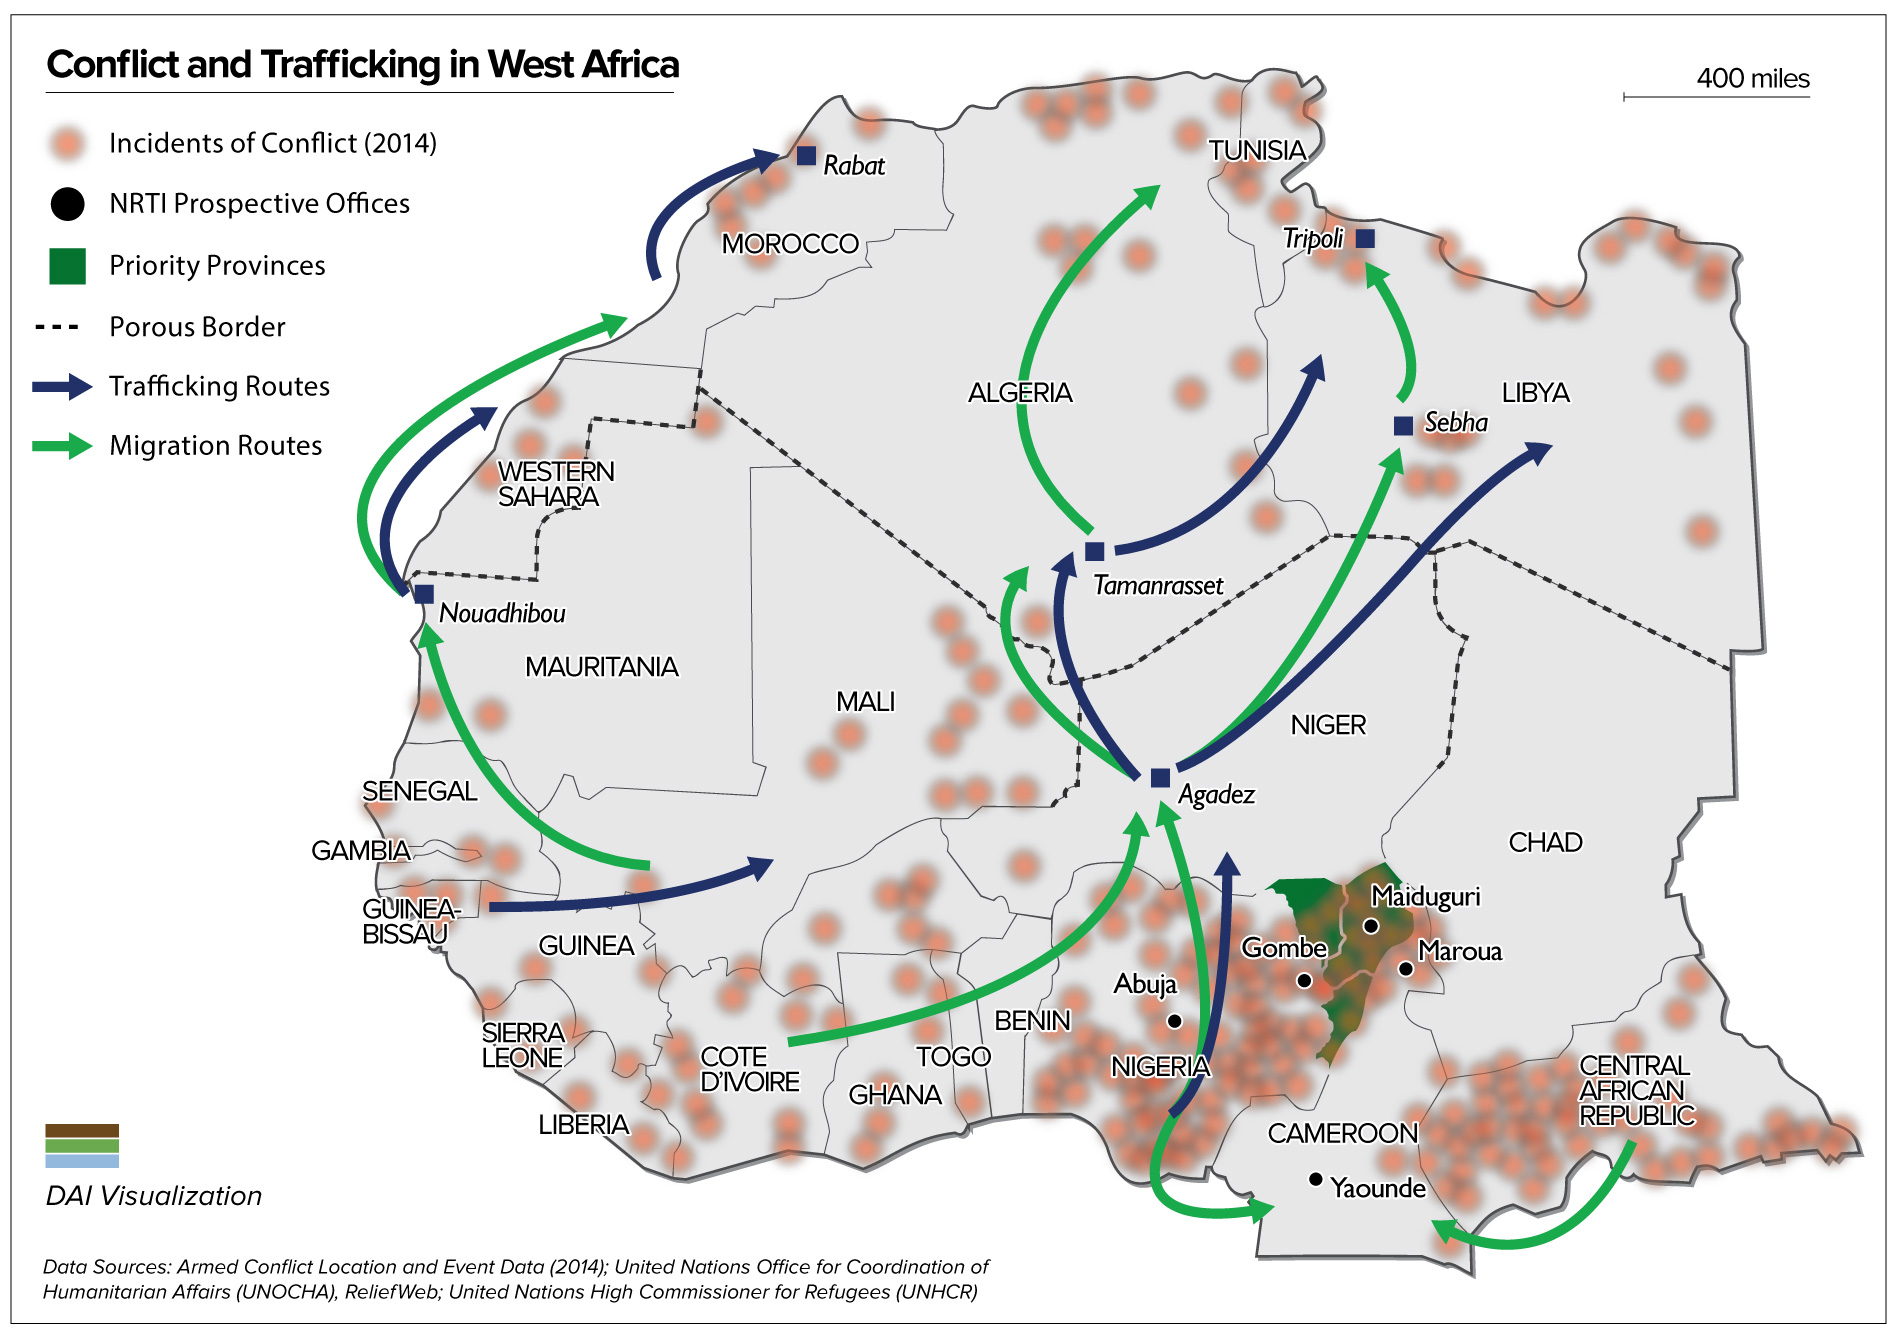 Conflict and Trafficking in West Africa
400 miles
Incidents of Conflict (2014)
NRTI Prospective Offices
Priority Provinces
Porous Border
Trafficking Routes
Migration Routes
Rabat
TUNISIA
MOROCCO
Tripoli
ALGERIA
LIBYA
Sebha
WESTERN
SAHARA
Tamanrasset
Nouadhibou
MAURITANIA
MALI
NIGER
Agadez
SENEGAL
CHAD
GAMBIA
Maiduguri
GUINEA-
BISSAU
GUINEA
Gombe
Maroua
Abuja
BENIN
SIERRA
LEONE
COTE
D'IVOIRE
TOGO
NIGERIA
CENTRAL
AFRICAN
REPUBLIC
GHANA
LIBERIA
CAMEROON
Yaounde
DAI Visualization
Data Sources: Armed Conflict Location and Event Data (2014); United Nations Office for Coordination of
Humanitarian Affairs (UNOCHA), ReliefWeb; United Nations High Commissioner for Refugees (UNHCR)